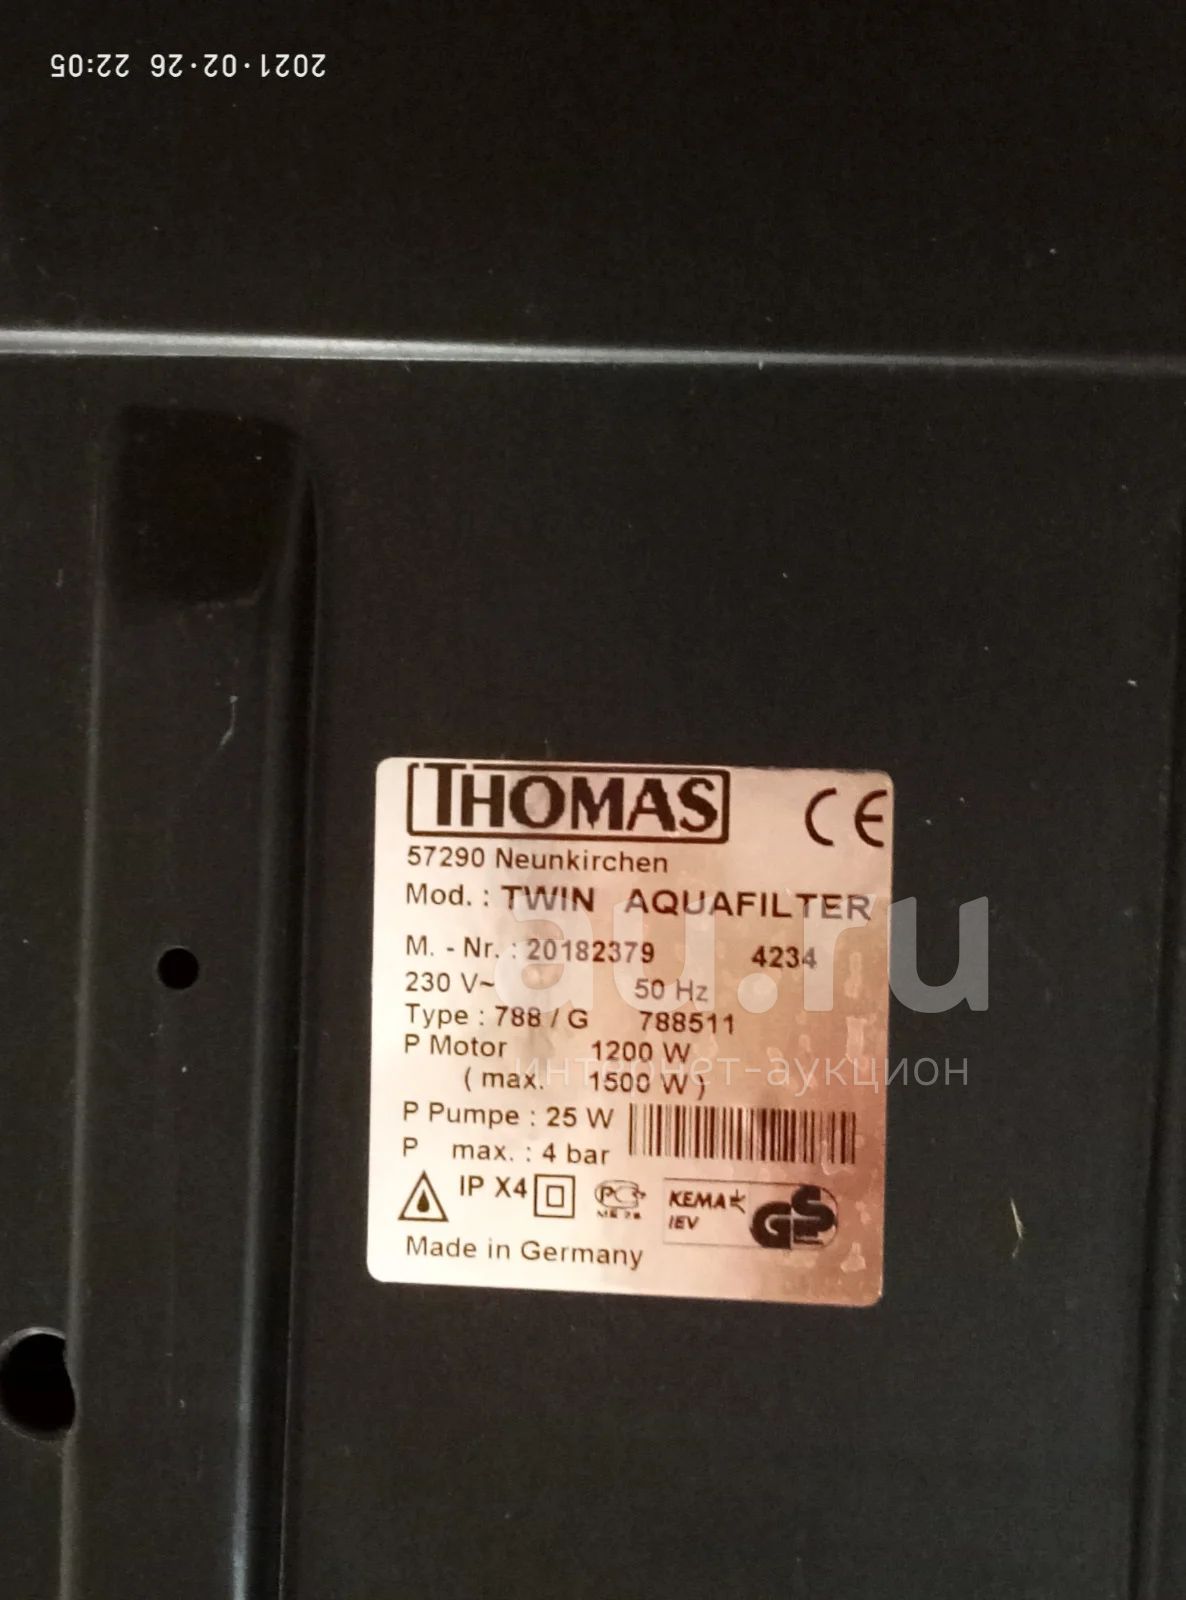 2021·02·26 22:05
THOMAS CE
57290 Neunkirchen
Mod. : TWIN AQUAFILTER
M. - Nr. : 20182379 4234
230 V~ 50 Hz
Type : 788 / G 788511
P Motor 1200 W
( max. 1500 W )
P Pumpe : 25 W
P max. : 4 bar
IP X4
KEMA
IEV
GS
Made in Germany
au.ru
интернет-аукцион